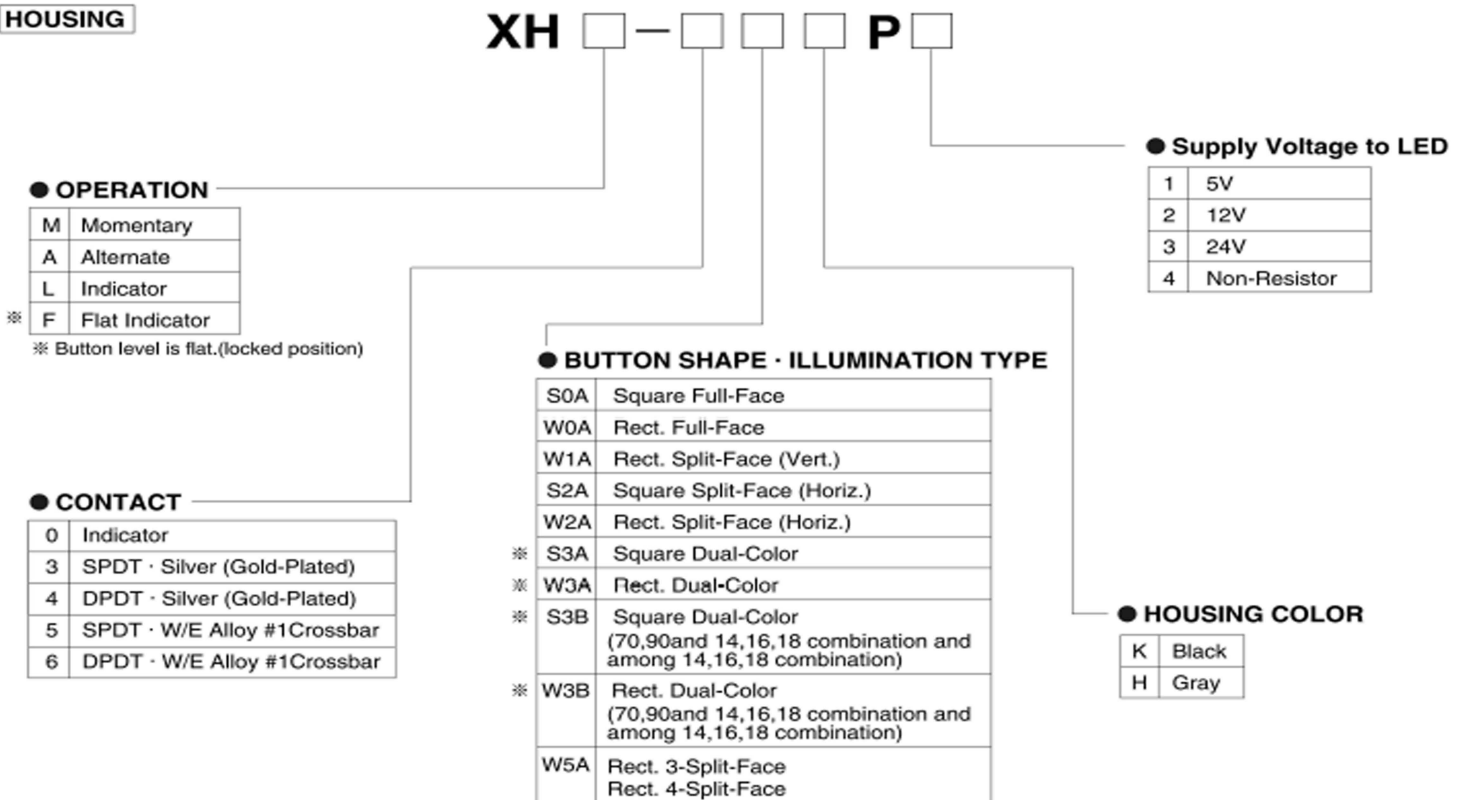 HOUSING
XH □ — □ □ □ P □
● Supply Voltage to LED
1 5V
2 12V
3 24V
4 Non-Resistor
● OPERATION
M Momentary
A Alternate
L Indicator
※ F Flat Indicator
※ Button level is flat.(locked position)
● BUTTON SHAPE · ILLUMINATION TYPE
S0A Square Full-Face
W0A Rect. Full-Face
W1A Rect. Split-Face (Vert.)
S2A Square Split-Face (Horiz.)
W2A Rect. Split-Face (Horiz.)
※ S3A Square Dual-Color
※ W3A Rect. Dual-Color
※ S3B Square Dual-Color
(70,90and 14,16,18 combination and
among 14,16,18 combination)
※ W3B Rect. Dual-Color
(70,90and 14,16,18 combination and
among 14,16,18 combination)
W5A Rect. 3-Split-Face
Rect. 4-Split-Face
● CONTACT
0 Indicator
3 SPDT · Silver (Gold-Plated)
4 DPDT · Silver (Gold-Plated)
5 SPDT · W/E Alloy #1Crossbar
6 DPDT · W/E Alloy #1Crossbar
● HOUSING COLOR
K Black
H Gray